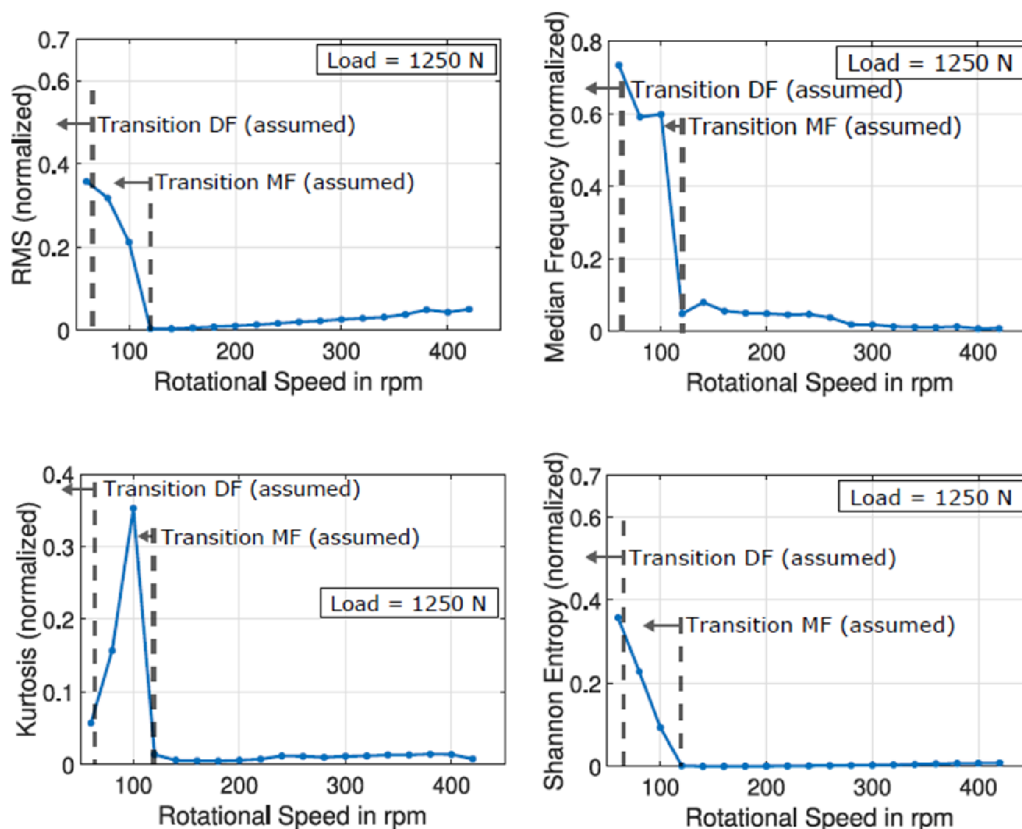 RMS (normalized)
0.7
0.6
0.4
0.2
0
Load = 1250 N
Transition DF (assumed)
Transition MF (assumed)
100
200
300
400
Rotational Speed in rpm
Median Frequency (normalized)
0.8
0.6
0.4
0.2
0
Load = 1250 N
Transition DF (assumed)
Transition MF (assumed)
100
200
300
400
Rotational Speed in rpm
Kurtosis (normalized)
0.4
0.3
0.2
0.1
0
Transition DF (assumed)
Transition MF (assumed)
Load = 1250 N
100
200
300
400
Rotational Speed in rpm
Shannon Entropy (normalized)
0.7
0.6
0.4
0.2
0
Load = 1250 N
Transition DF (assumed)
Transition MF (assumed)
100
200
300
400
Rotational Speed in rpm